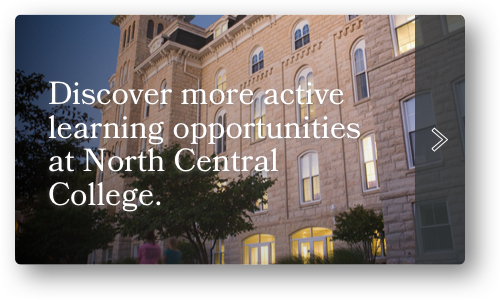 Discover more active
learning opportunities
at North Central
College.